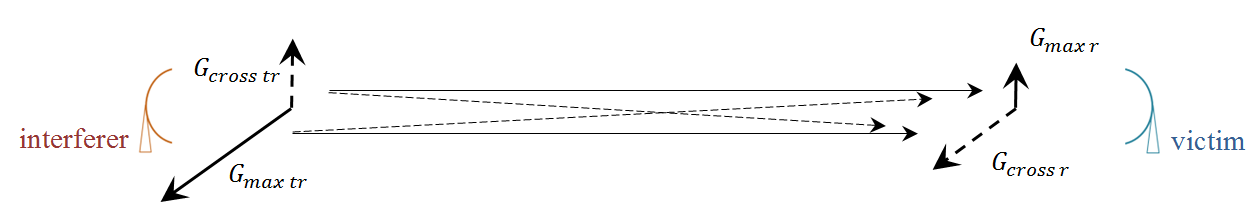 G_{cross tr}
interferer
G_{max tr}
G_{max r}
G_{cross r}
victim